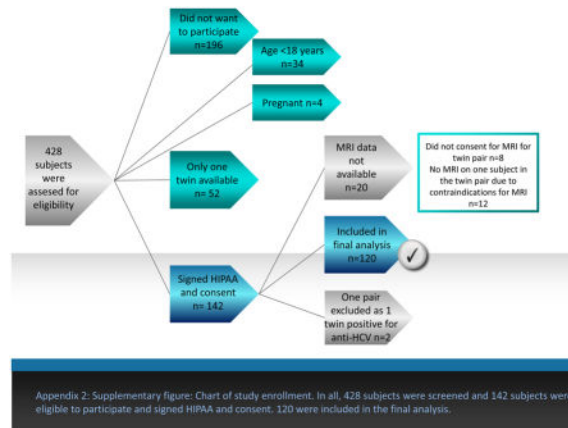 Did not want
to participate
n=196
Age <18 years
n=34
Pregnant n=4
428
subjects
were
assesed for
eligibility
Only one
twin available
n= 52
Signed HIPAA
and consent
n= 142
MRI data
not
available
n=20
Did not consent for MRI for
twin pair n=8
No MRI on one subject in
the twin pair due to
contraindications for MRI
n=12
Included in
final analysis
n=120
One pair
excluded as 1
twin positive for
anti-HCV n=2
Appendix 2: Supplementary figure: Chart of study enrollment. In all, 428 subjects were screened and 142 subjects wer
eligible to participate and signed HIPAA and consent. 120 were included in the final analysis.